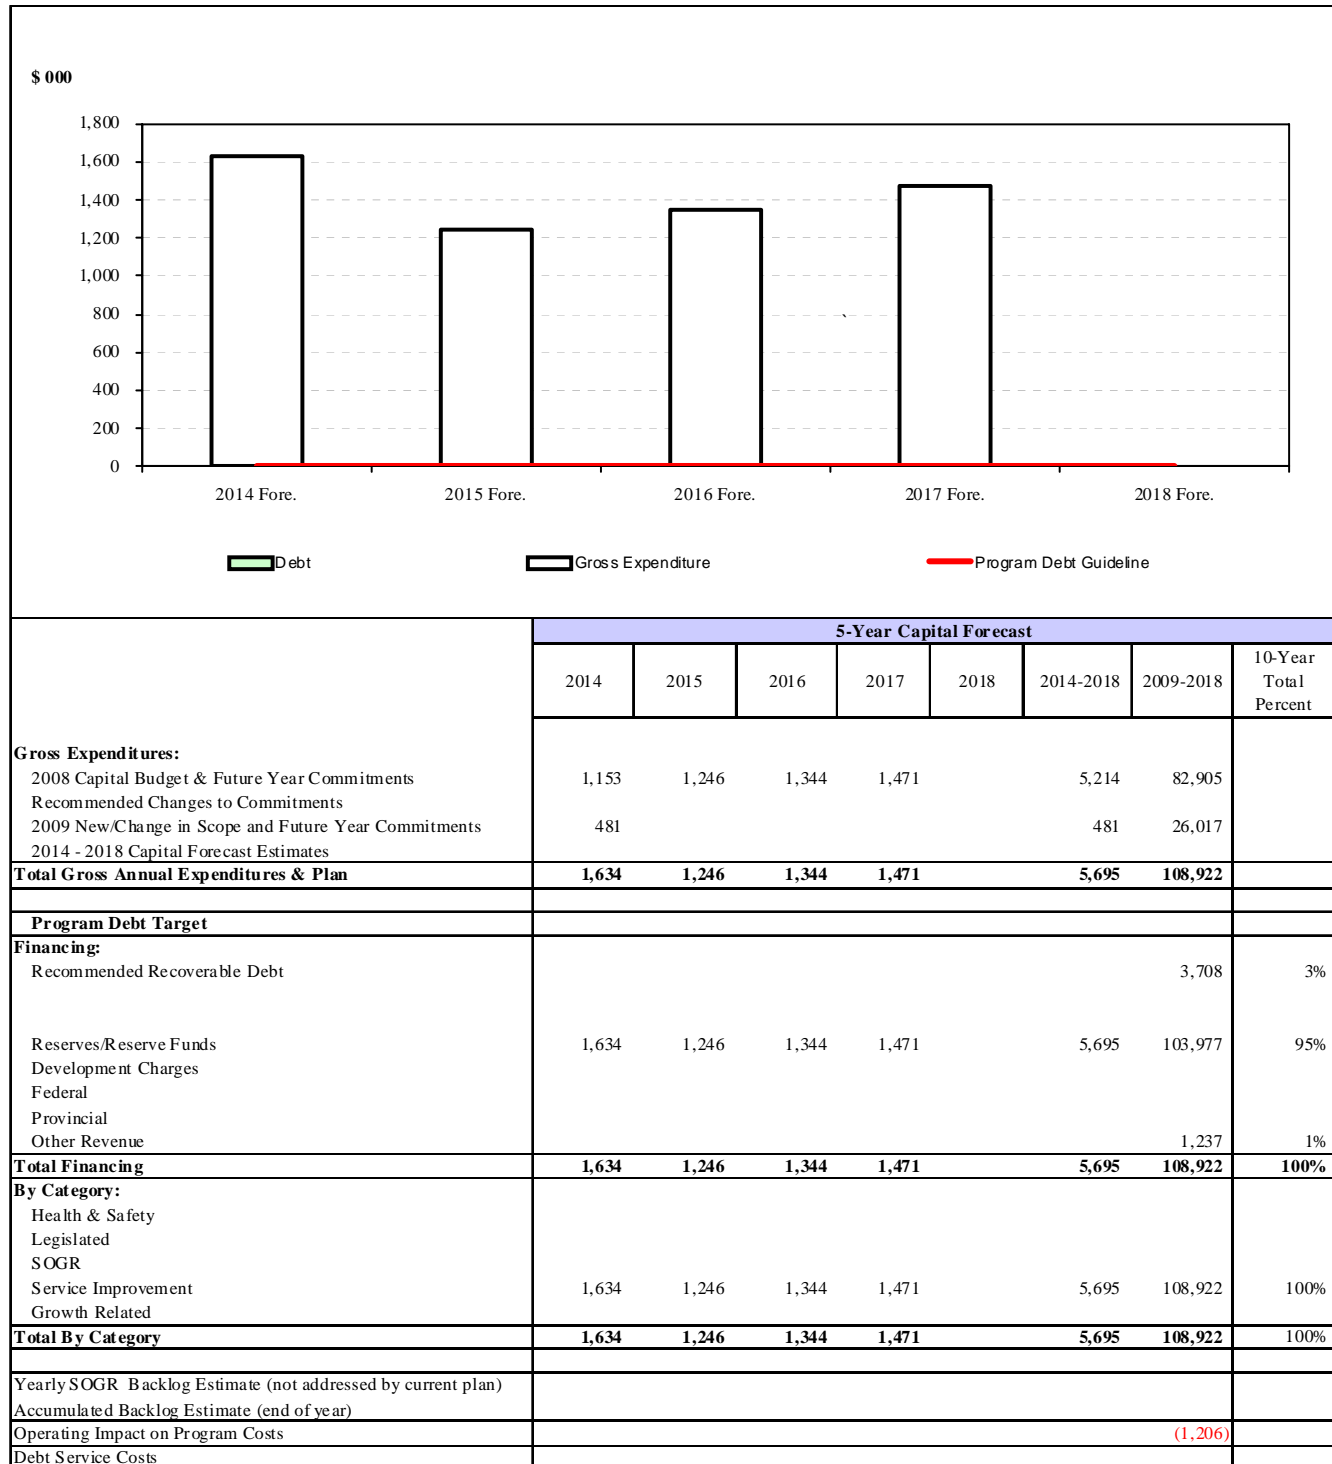 $ 000
1,800
1,600
1,400
1,200
1,000
800
600
400
200
0
2014 Fore. 2015 Fore. 2016 Fore. 2017 Fore. 2018 Fore.
Debt Gross Expenditure Program Debt Guideline
5-Year Capital Forecast
2014 2015 2016 2017 2018 2014-2018 2009-2018 10-Year Total Percent
Gross Expenditures:
2008 Capital Budget & Future Year Commitments 1,153 1,246 1,344 1,471 5,214 82,905
Recommended Changes to Commitments
2009 New/Change in Scope and Future Year Commitments 481 481 26,017
2014 - 2018 Capital Forecast Estimates
Total Gross Annual Expenditures & Plan 1,634 1,246 1,344 1,471 5,695 108,922
Program Debt Target
Financing:
Recommended Recoverable Debt 3,708 3%
Reserves/Reserve Funds 1,634 1,246 1,344 1,471 5,695 103,977 95%
Development Charges
Federal
Provincial
Other Revenue 1,237 1%
Total Financing 1,634 1,246 1,344 1,471 5,695 108,922 100%
By Category:
Health & Safety
Legislated
SOGR
Service Improvement 1,634 1,246 1,344 1,471 5,695 108,922 100%
Growth Related
Total By Category 1,634 1,246 1,344 1,471 5,695 108,922 100%
Yearly SOGR Backlog Estimate (not addressed by current plan)
Accumulated Backlog Estimate (end of year)
Operating Impact on Program Costs (1,206)
Debt Service Costs